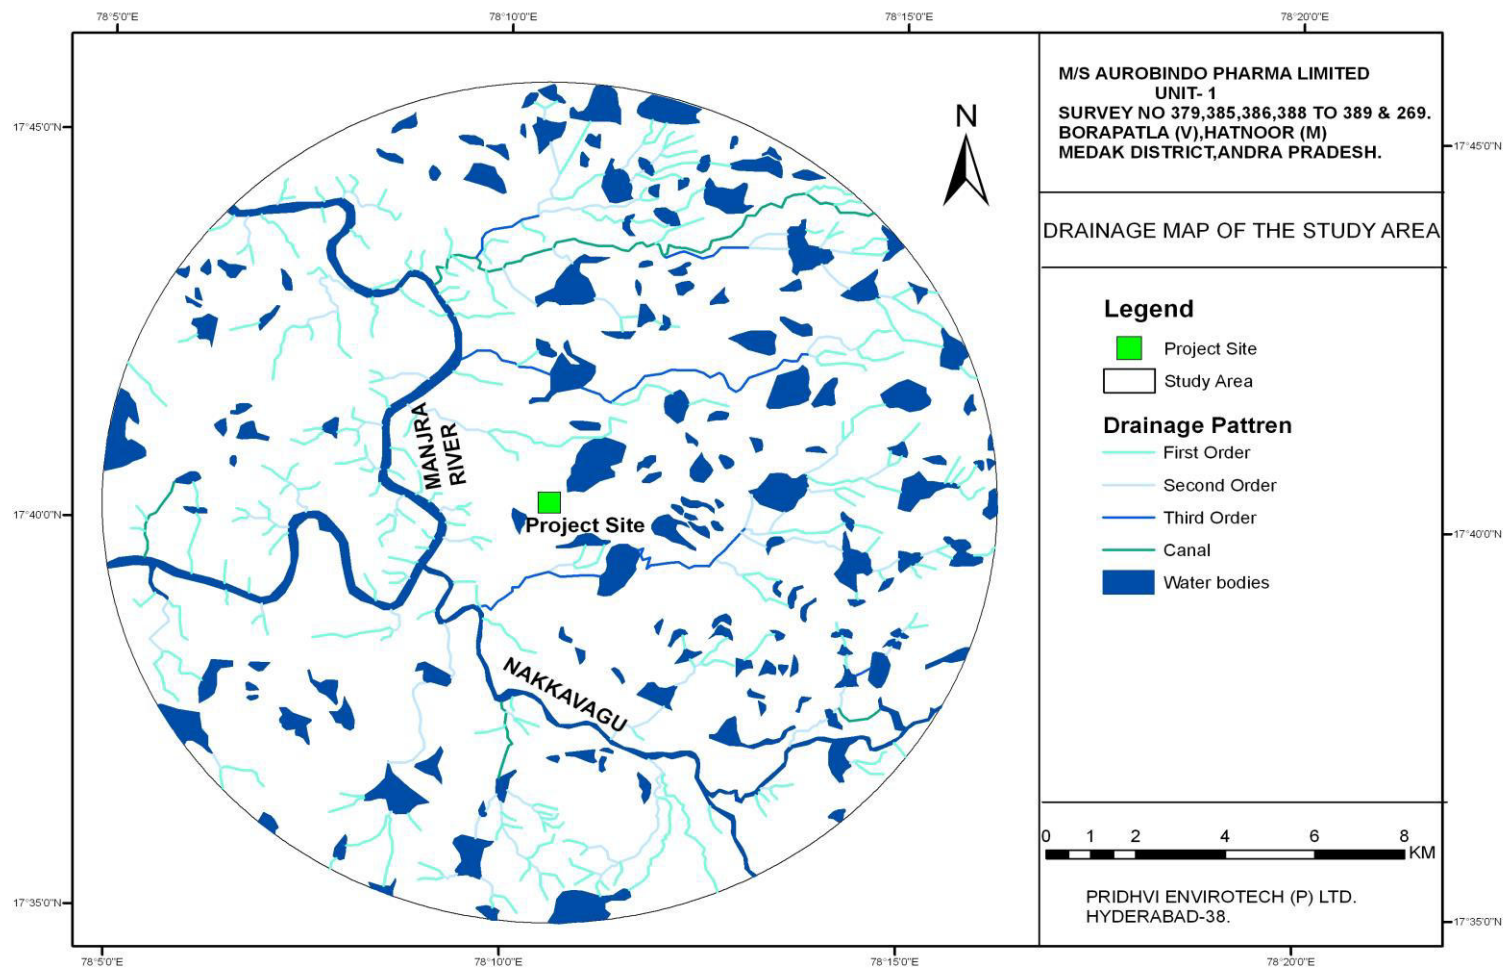 78°5'0"E
78°10'0"E
78°15'0"E
78°20'0"E
M/S AUROBINDO PHARMA LIMITED
UNIT- 1
SURVEY NO 379,385,386,388 TO 389 & 269.
BORAPATLA (V),HATNOOR (M)
MEDAK DISTRICT,ANDRA PRADESH.
17°45'0"N
17°45'0"N
N
DRAINAGE MAP OF THE STUDY AREA
Legend
Project Site
Study Area
Drainage Pattren
First Order
Second Order
Third Order
Canal
Water bodies
MANJRA
RIVER
17°40'0"N
Project Site
17°40'0"N
NAKKAVAGU
0 1 2 4 6 8
KM
PRIDHVI ENVIROTECH (P) LTD.
HYDERABAD-38.
17°35'0"N
17°35'0"N
78°5'0"E
78°10'0"E
78°15'0"E
78°20'0"E